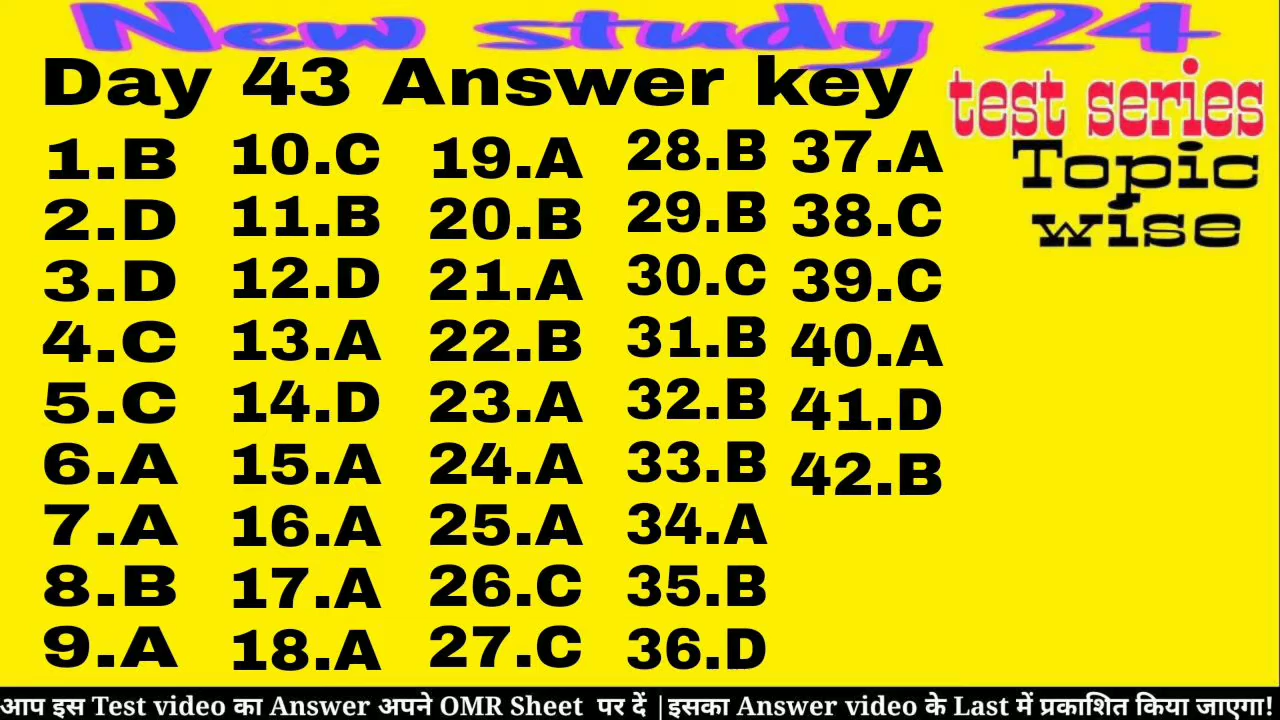 New study 24
Day 43 Answer key
test series
Topic
wise
1.B
2.D
3.D
4.C
5.C
6.A
7.A
8.B
9.A
10.C
11.B
12.D
13.A
14.D
15.A
16.A
17.A
18.A
19.A
20.B
21.A
22.B
23.A
24.A
25.A
26.C
27.C
28.B
29.B
30.C
31.B
32.B
33.B
34.A
35.B
36.D
37.A
38.C
39.C
40.A
41.D
42.B
आप इस Test video का Answer अपने OMR Sheet पर दें |इसका Answer video के Last में प्रकाशित किया जाएगा!